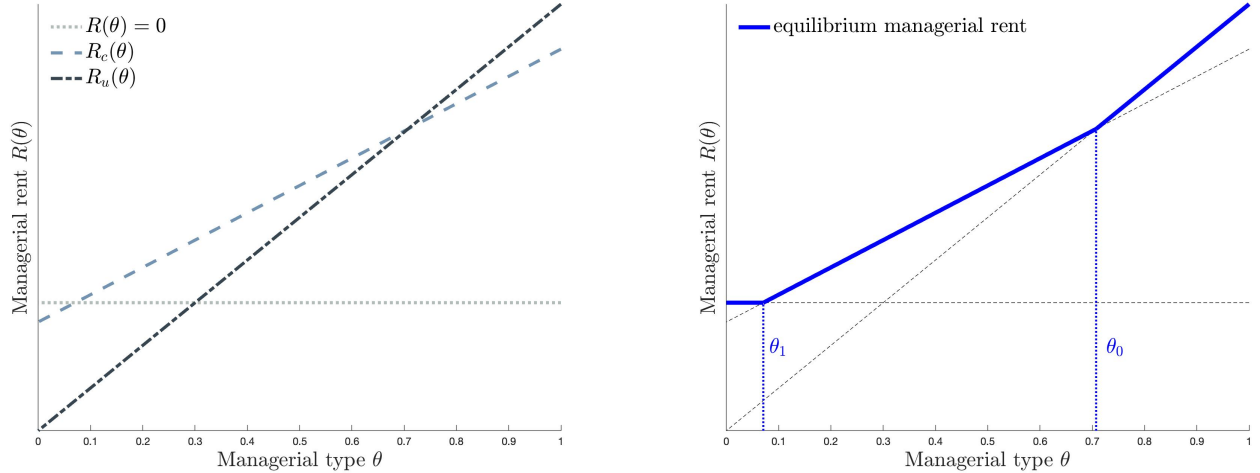 R(θ) = 0
R_c(θ)
R_u(θ)
Managerial rent R(θ)
0 0.1 0.2 0.3 0.4 0.5 0.6 0.7 0.8 0.9 1
Managerial type θ
equilibrium managerial rent
Managerial rent R(θ)
θ_1
θ_0
0 0.1 0.2 0.3 0.4 0.5 0.6 0.7 0.8 0.9 1
Managerial type θ